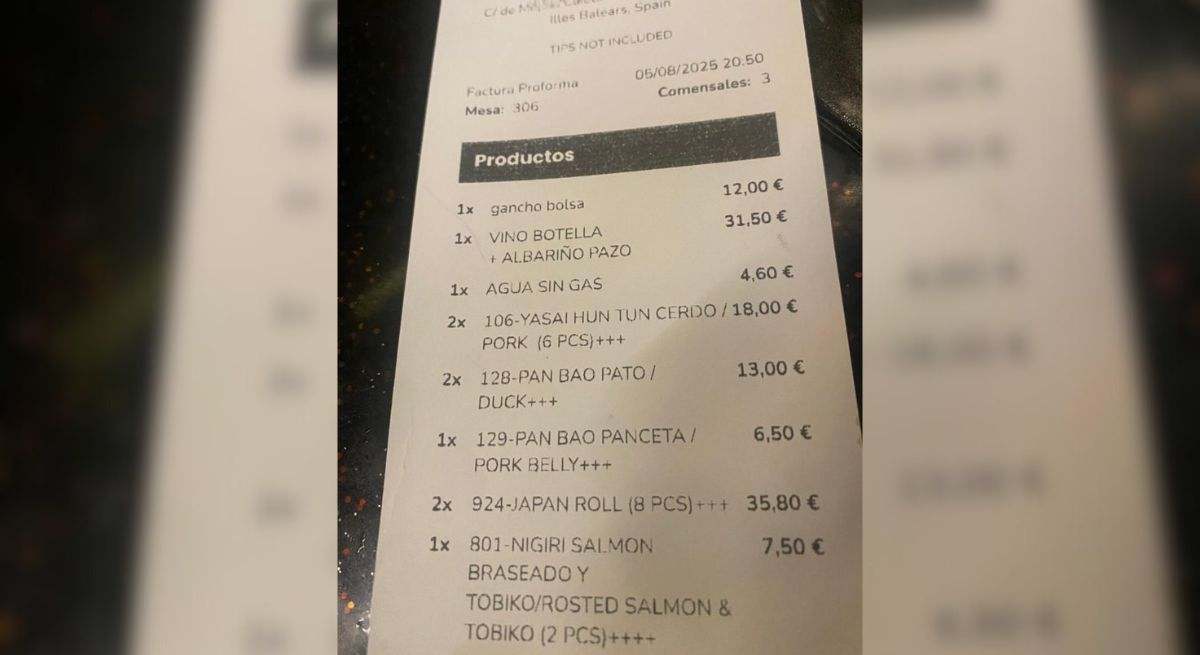 C/ de
Illes Balears, Spain
TIPS NOT INCLUDED
Factura Proforma 05/08/2025 20:50
Mesa: 306 Comensales: 3
Productos
1x gancho bolsa 12,00 €
1x VINO BOTELLA 31,50 €
+ ALBARIÑO PAZO
1x AGUA SIN GAS 4,60 €
2x 106-YASAI HUN TUN CERDO / 18,00 €
PORK (6 PCS)+++
2x 128-PAN BAO PATO / 13,00 €
DUCK+++
1x 129-PAN BAO PANCETA / 6,50 €
PORK BELLY+++
2x 924-JAPAN ROLL (8 PCS)+++ 35,80 €
1x 801-NIGIRI SALMON 7,50 €
BRASEADO Y
TOBIKO/ROSTED SALMON &
TOBIKO (2 PCS)++++